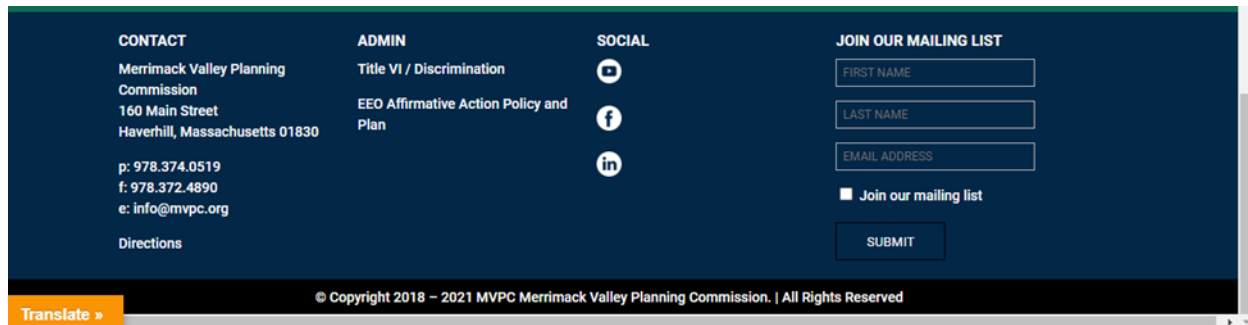 CONTACT
Merrimack Valley Planning
Commission
160 Main Street
Haverhill, Massachusetts 01830
p: 978.374.0519
f: 978.372.4890
e: info@mvpc.org
Directions
ADMIN
Title VI / Discrimination
EEO Affirmative Action Policy and
Plan
SOCIAL
f
in
JOIN OUR MAILING LIST
FIRST NAME
LAST NAME
EMAIL ADDRESS
Join our mailing list
SUBMIT
© Copyright 2018 – 2021 MVPC Merrimack Valley Planning Commission. | All Rights Reserved
Translate »